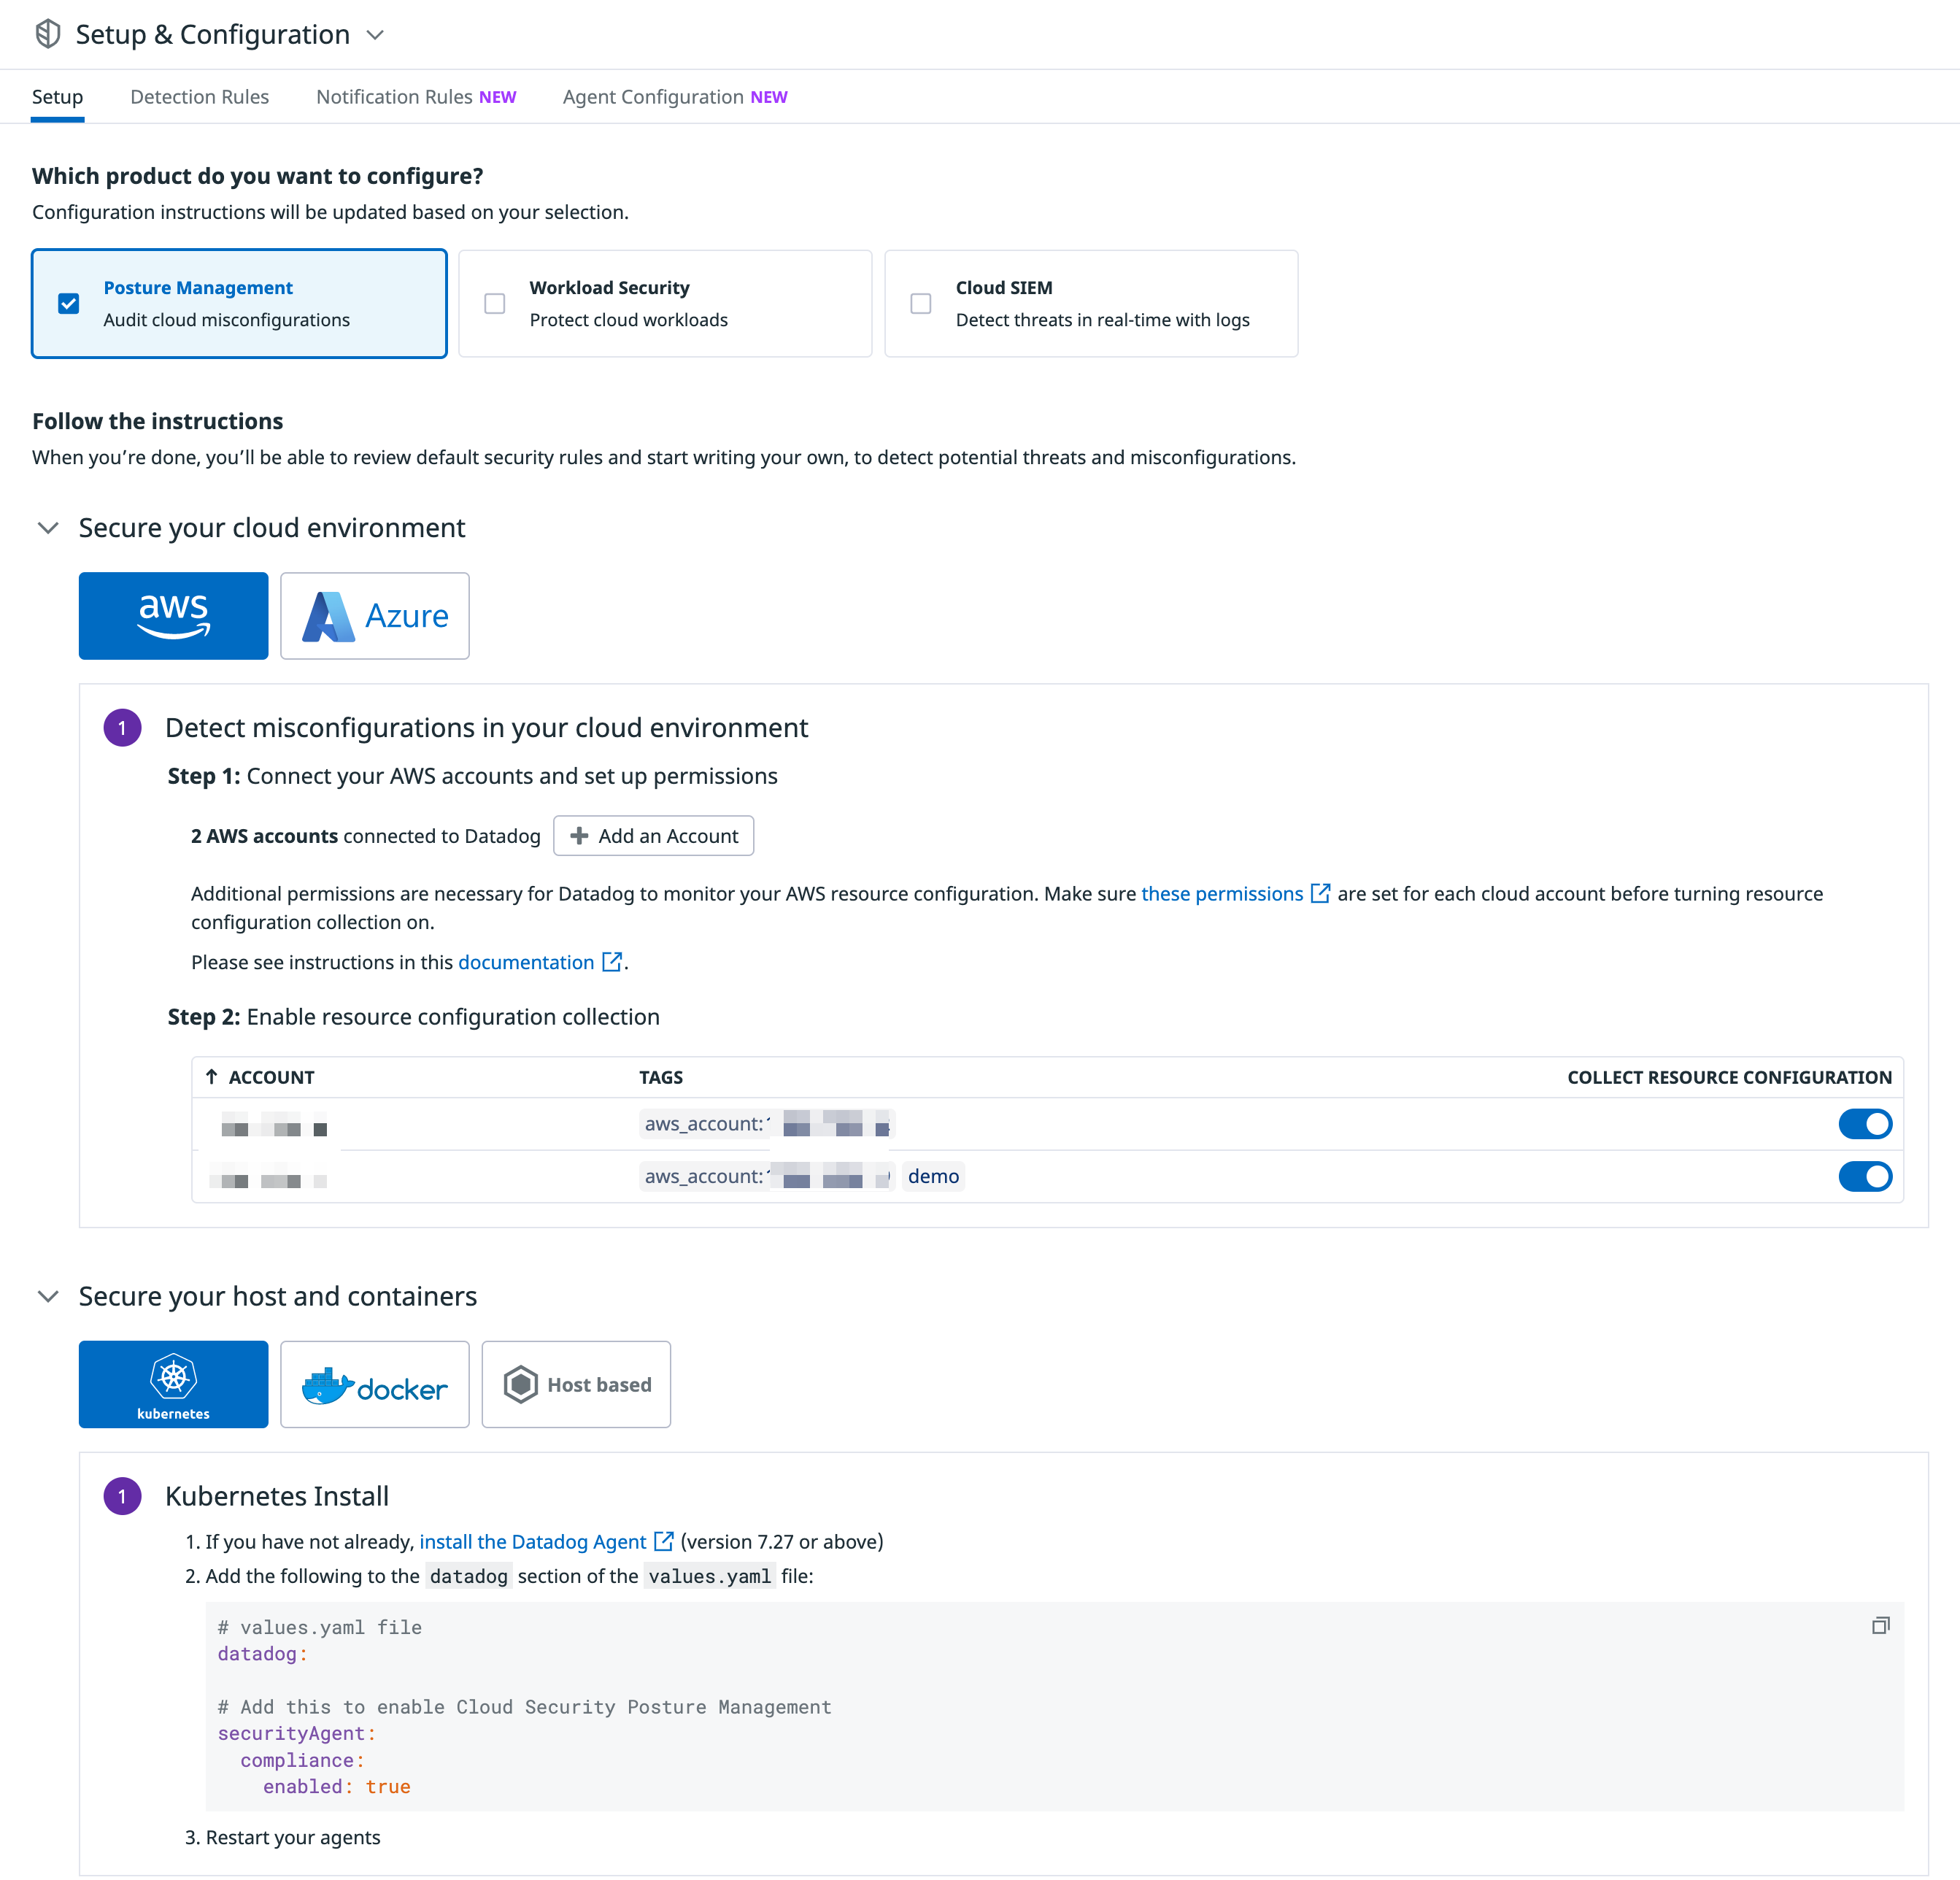 Setup & Configuration
Setup Detection Rules Notification Rules NEW Agent Configuration NEW
Which product do you want to configure?
Configuration instructions will be updated based on your selection.
Posture Management
Audit cloud misconfigurations
Workload Security
Protect cloud workloads
Cloud SIEM
Detect threats in real-time with logs
Follow the instructions
When you’re done, you’ll be able to review default security rules and start writing your own, to detect potential threats and misconfigurations.
Secure your cloud environment
aws
Azure
1 Detect misconfigurations in your cloud environment
Step 1: Connect your AWS accounts and set up permissions
2 AWS accounts connected to Datadog + Add an Account
Additional permissions are necessary for Datadog to monitor your AWS resource configuration. Make sure these permissions are set for each cloud account before turning resource
configuration collection on.
Please see instructions in this documentation .
Step 2: Enable resource configuration collection
↑ ACCOUNT TAGS COLLECT RESOURCE CONFIGURATION
aws_account:
aws_account: demo
Secure your host and containers
kubernetes
docker
Host based
1 Kubernetes Install
1. If you have not already, install the Datadog Agent (version 7.27 or above)
2. Add the following to the datadog section of the values.yaml file:
# values.yaml file
datadog:
# Add this to enable Cloud Security Posture Management
securityAgent:
  compliance:
    enabled: true
3. Restart your agents